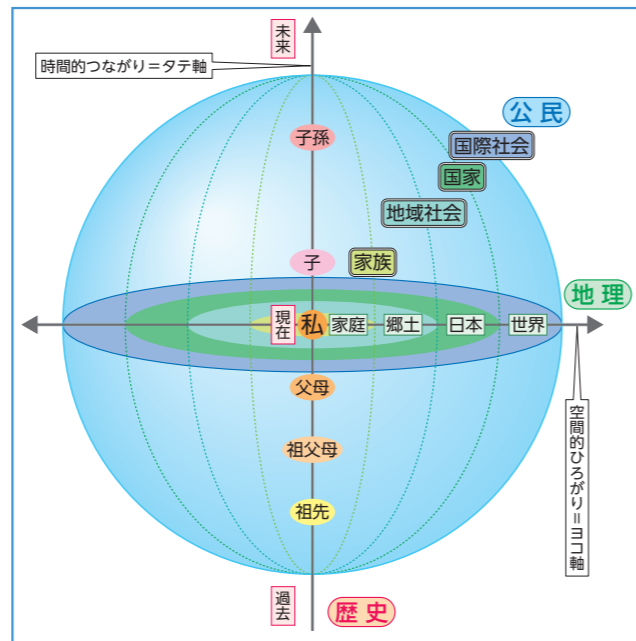 未来
時間的つながり＝タテ軸
公民
子孫
国際社会
国家
地域社会
子
家族
地理
現在
私
家庭
郷土
日本
世界
父母
空間的ひろがり＝ヨコ軸
祖父母
祖先
過去
歴史